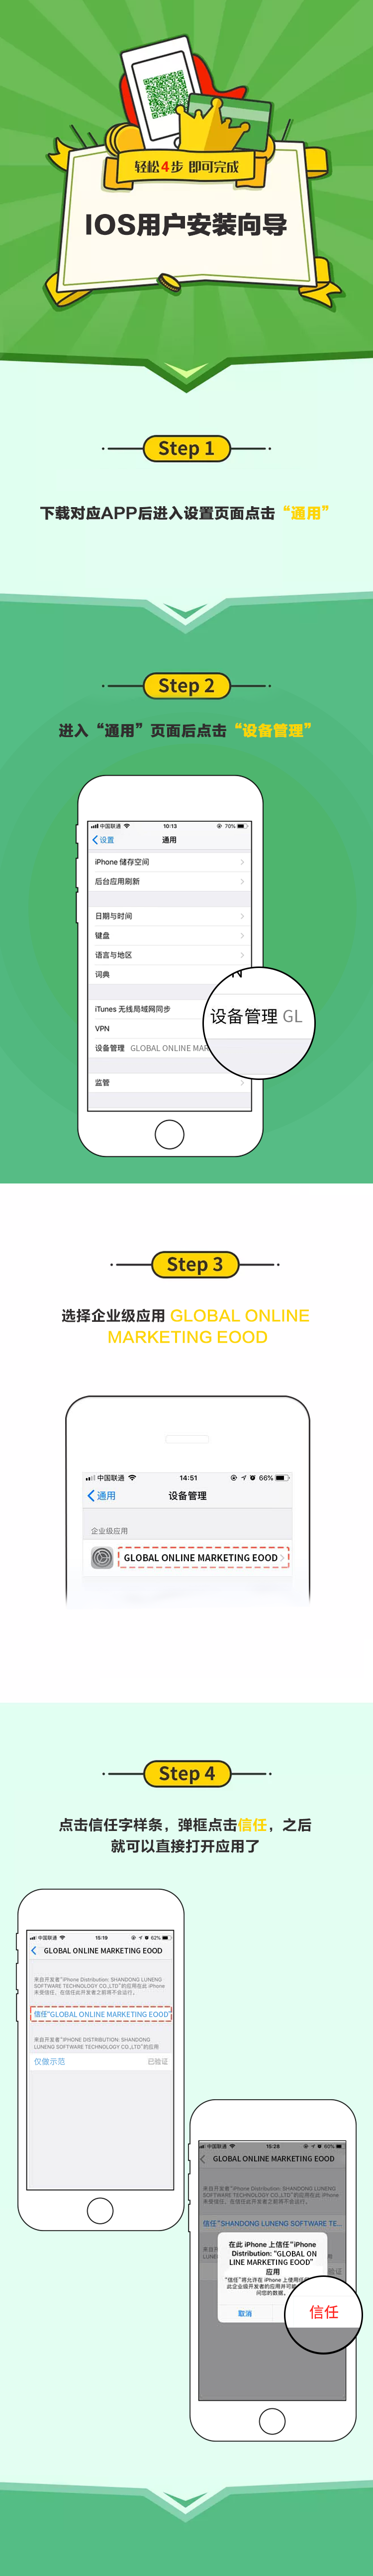 轻松4步 即可完成
IOS用户安装向导
Step 1
下载对应APP后进入设置页面点击“通用”
Step 2
进入“通用”页面后点击“设备管理”
中国联通 10:13 70%
设置 通用
iPhone 储存空间
后台应用刷新
日期与时间
键盘
语言与地区
词典
iTunes 无线局域网同步
VPN
设备管理 GLOBAL ONLINE MAR
设备管理 GL
监管
Step 3
选择企业级应用 GLOBAL ONLINE
MARKETING EOOD
中国联通 14:51 66%
通用 设备管理
企业级应用
GLOBAL ONLINE MARKETING EOOD
Step 4
点击信任字样条，弹框点击信任，之后
就可以直接打开应用了
中国联通 15:19 62%
GLOBAL ONLINE MARKETING EOOD
来自开发者“iPhone Distribution: SHANDONG LUNENG
SOFTWARE TECHNOLOGY CO.,LTD”的应用在此 iPhone
未受信任，在信任此开发者之前将不会运行。
信任“GLOBAL ONLINE MARKETING EOOD”
来自开发者“IPHONE DISTRIBUTION: SHANDONG
LUNENG SOFTWARE TECHNOLOGY CO.,LTD”的应用
仅做示范 已验证
中国联通 15:28 60%
GLOBAL ONLINE MARKETING EOOD
来自开发者“iPhone Distribution: SHANDONG LUNENG
SOFTWARE TECHNOLOGY CO.,LTD”的应用在此 iPhone
未受信任，在信任此开发者之前将不会运行。
信任“SHANDONG LUNENG SOFTWARE TE...
在此 iPhone 上信任“iPhone
Distribution: “GLOBAL ON
LINE MARKETING EOOD”
应用
“信任”将允许在 iPhone 上使用任
此企业级开发者的应用并可能
问您的数据。
取消
信任